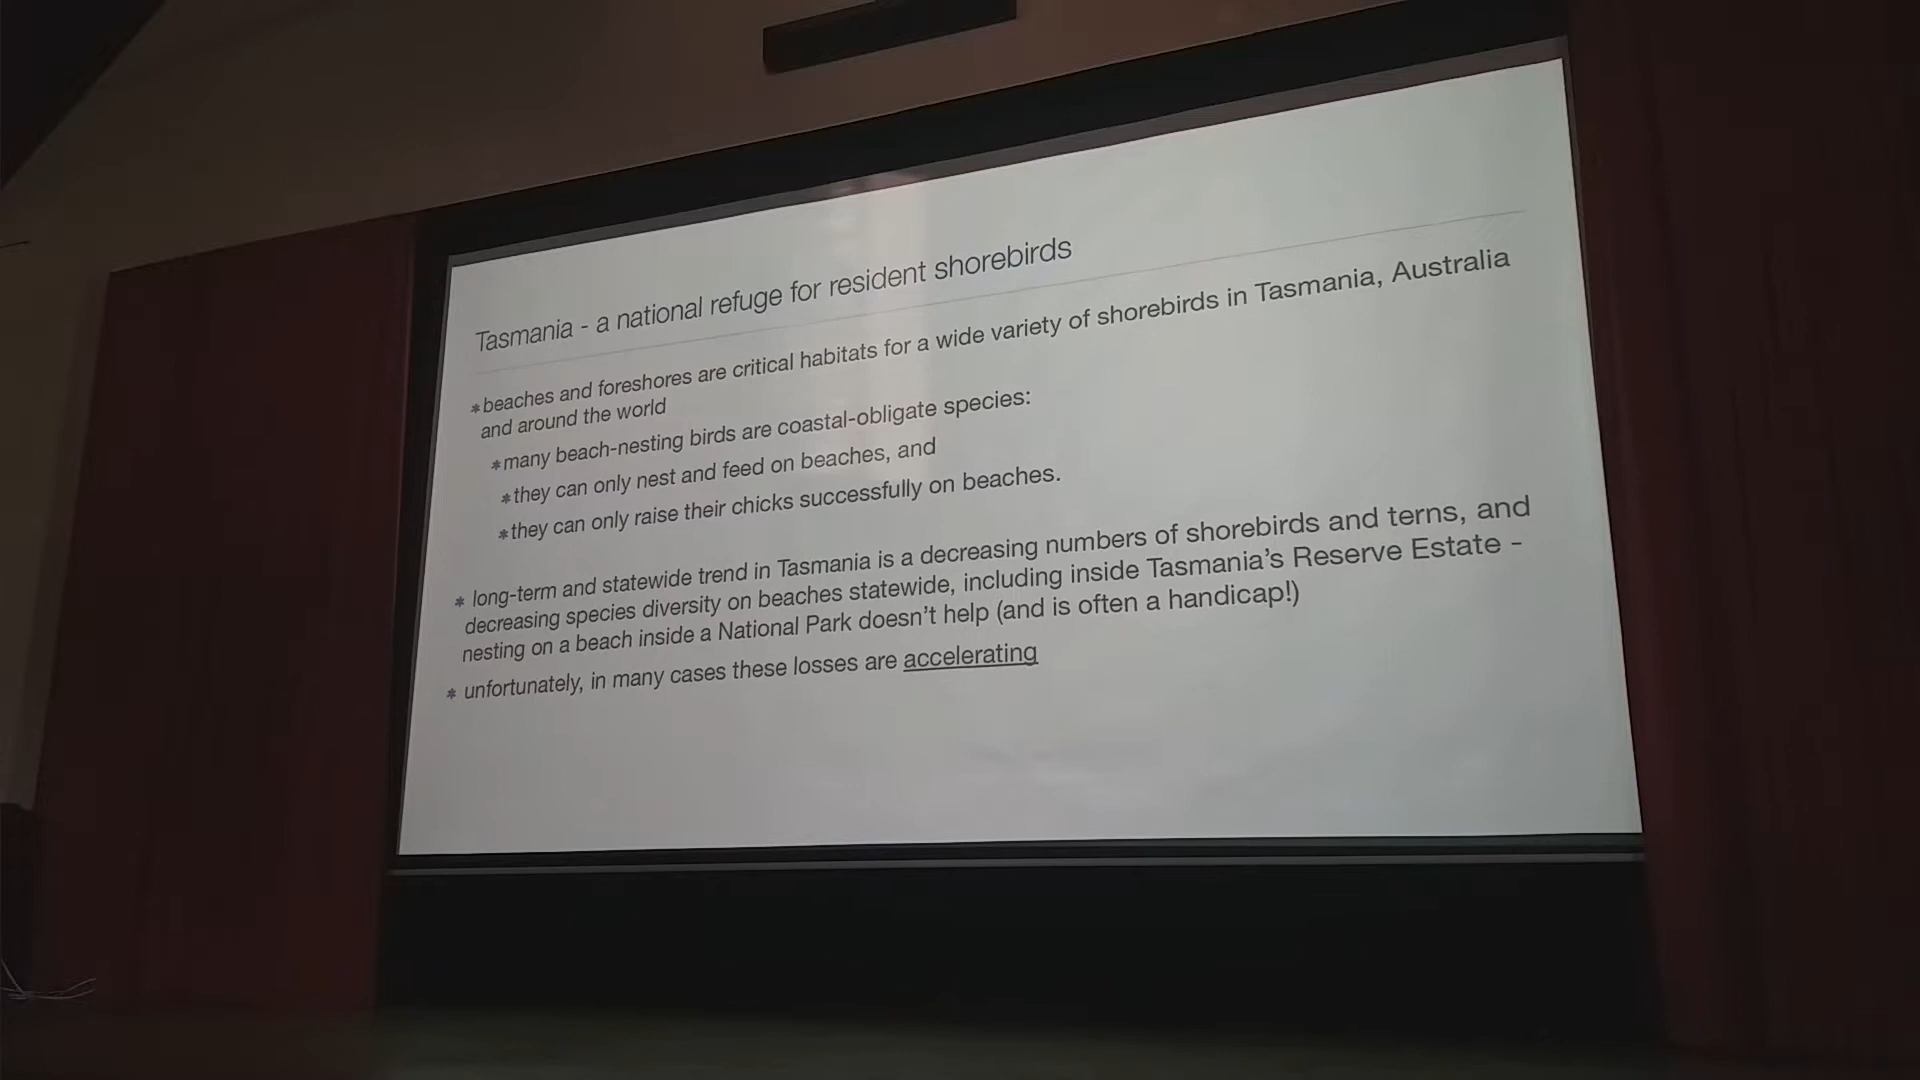 Tasmania - a national refuge for resident shorebirds
* beaches and foreshores are critical habitats for a wide variety of shorebirds in Tasmania, Australia
and around the world
* many beach-nesting birds are coastal-obligate species:
* they can only nest and feed on beaches, and
* they can only raise their chicks successfully on beaches.
* long-term and statewide trend in Tasmania is a decreasing numbers of shorebirds and terns, and
decreasing species diversity on beaches statewide, including inside Tasmania's Reserve Estate -
nesting on a beach inside a National Park doesn't help (and is often a handicap!)
* unfortunately, in many cases these losses are accelerating